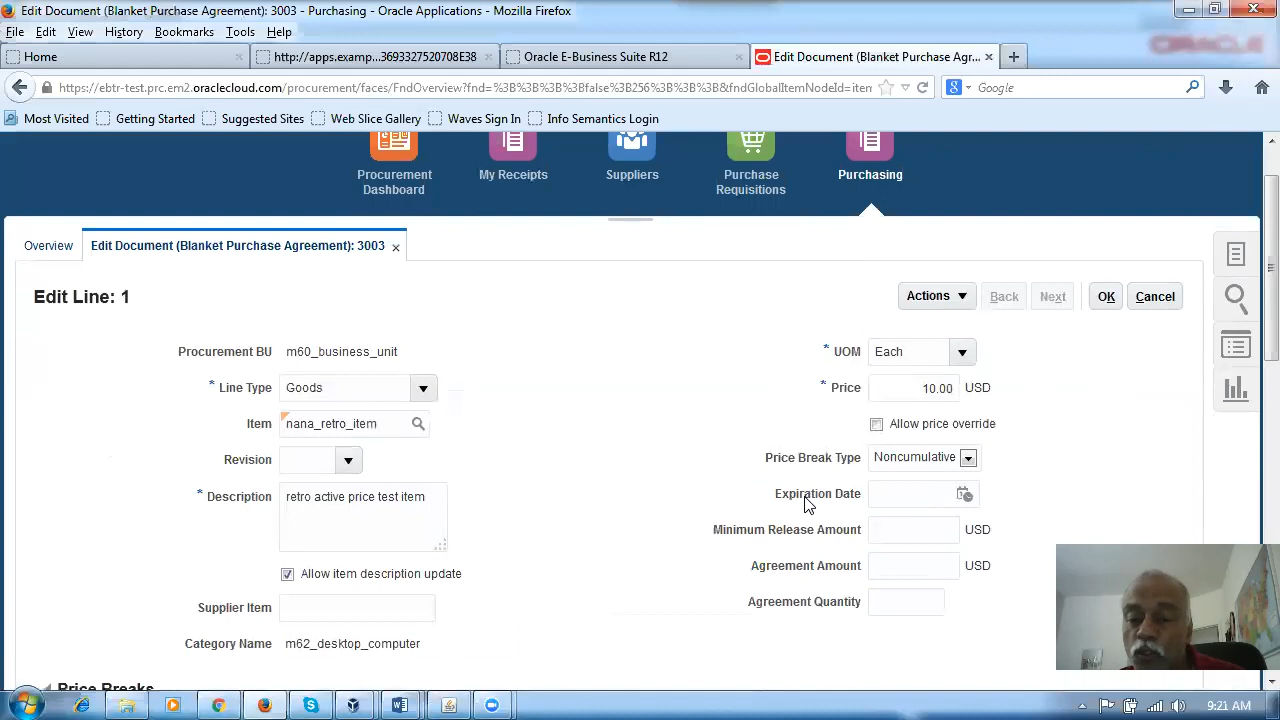 Edit Document (Blanket Purchase Agreement): 3003 - Purchasing - Oracle Applications - Mozilla Firefox
File Edit View History Bookmarks Tools Help
ORACLE
Home
http://apps.examp...3693327520708E38
Oracle E-Business Suite R12
Edit Document (Blanket Purchase Agr...
https://ebtr-test.prc.em2.oraclecloud.com/procurement/faces/FndOverview?fnd=%3B%3B%3B%3Bfalse%3B256%3B%3B%3B&fndGlobalItemNodeId=item
Google
Most Visited Getting Started Suggested Sites Web Slice Gallery Waves Sign In Info Semantics Login
Procurement Dashboard
My Receipts
Suppliers
Purchase Requisitions
Purchasing
Overview
Edit Document (Blanket Purchase Agreement): 3003
Edit Line: 1
Actions Back Next OK Cancel
Procurement BU m60_business_unit
* Line Type Goods
Item nana_retro_item
Revision
* Description retro active price test item
Allow item description update
Supplier Item
Category Name m62_desktop_computer
* UOM Each
* Price 10.00 USD
Allow price override
Price Break Type Noncumulative
Expiration Date
Minimum Release Amount USD
Agreement Amount USD
Agreement Quantity
Price Breaks
9:21 AM